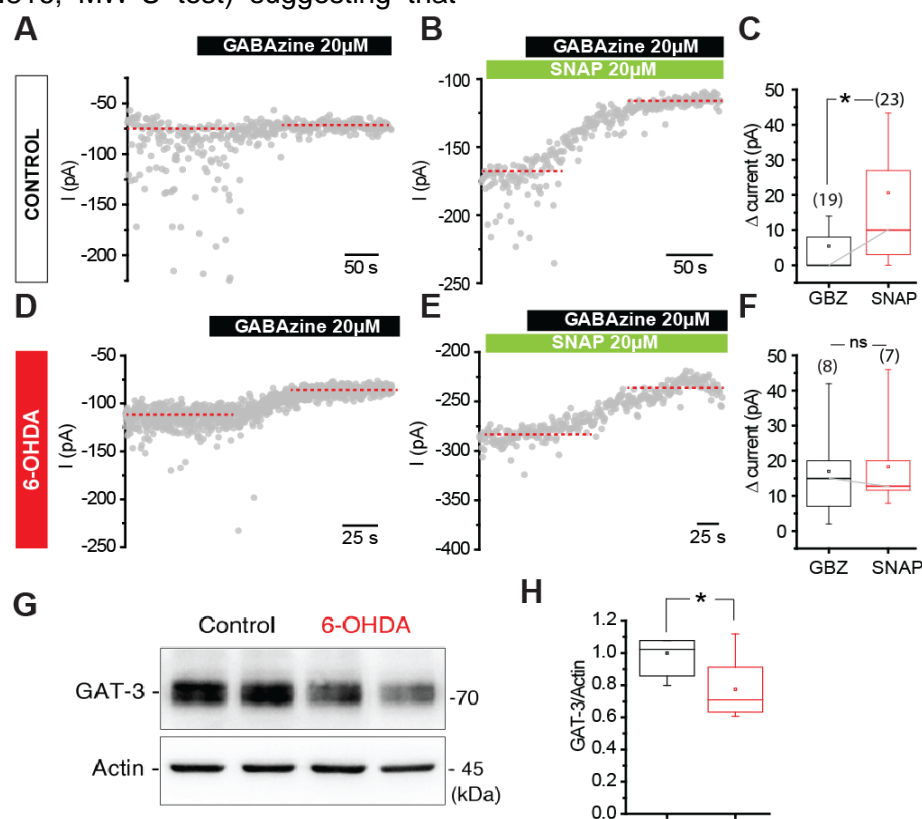 MW-U test) suggesting that
A
B
C
GABAzine 20µM
GABAzine 20µM
SNAP 20µM
CONTROL
I (pA)
-50
-100
-150
-200
50 s
I (pA)
-100
-150
-200
-250
50 s
Δ current (pA)
50
40
30
20
10
0
*
(23)
(19)
GBZ
SNAP
D
E
F
GABAzine 20µM
GABAzine 20µM
SNAP 20µM
6-OHDA
I (pA)
-50
-100
-150
-200
-250
25 s
I (pA)
-200
-250
-300
-350
-400
25 s
Δ current (pA)
50
40
30
20
10
0
ns
(8)
(7)
GBZ
SNAP
G
H
Control 6-OHDA
GAT-3 -
-70
Actin -
- 45
(kDa)
GAT-3/Actin
1.2
1.0
0.8
0.6
0.4
0.2
0.0
*